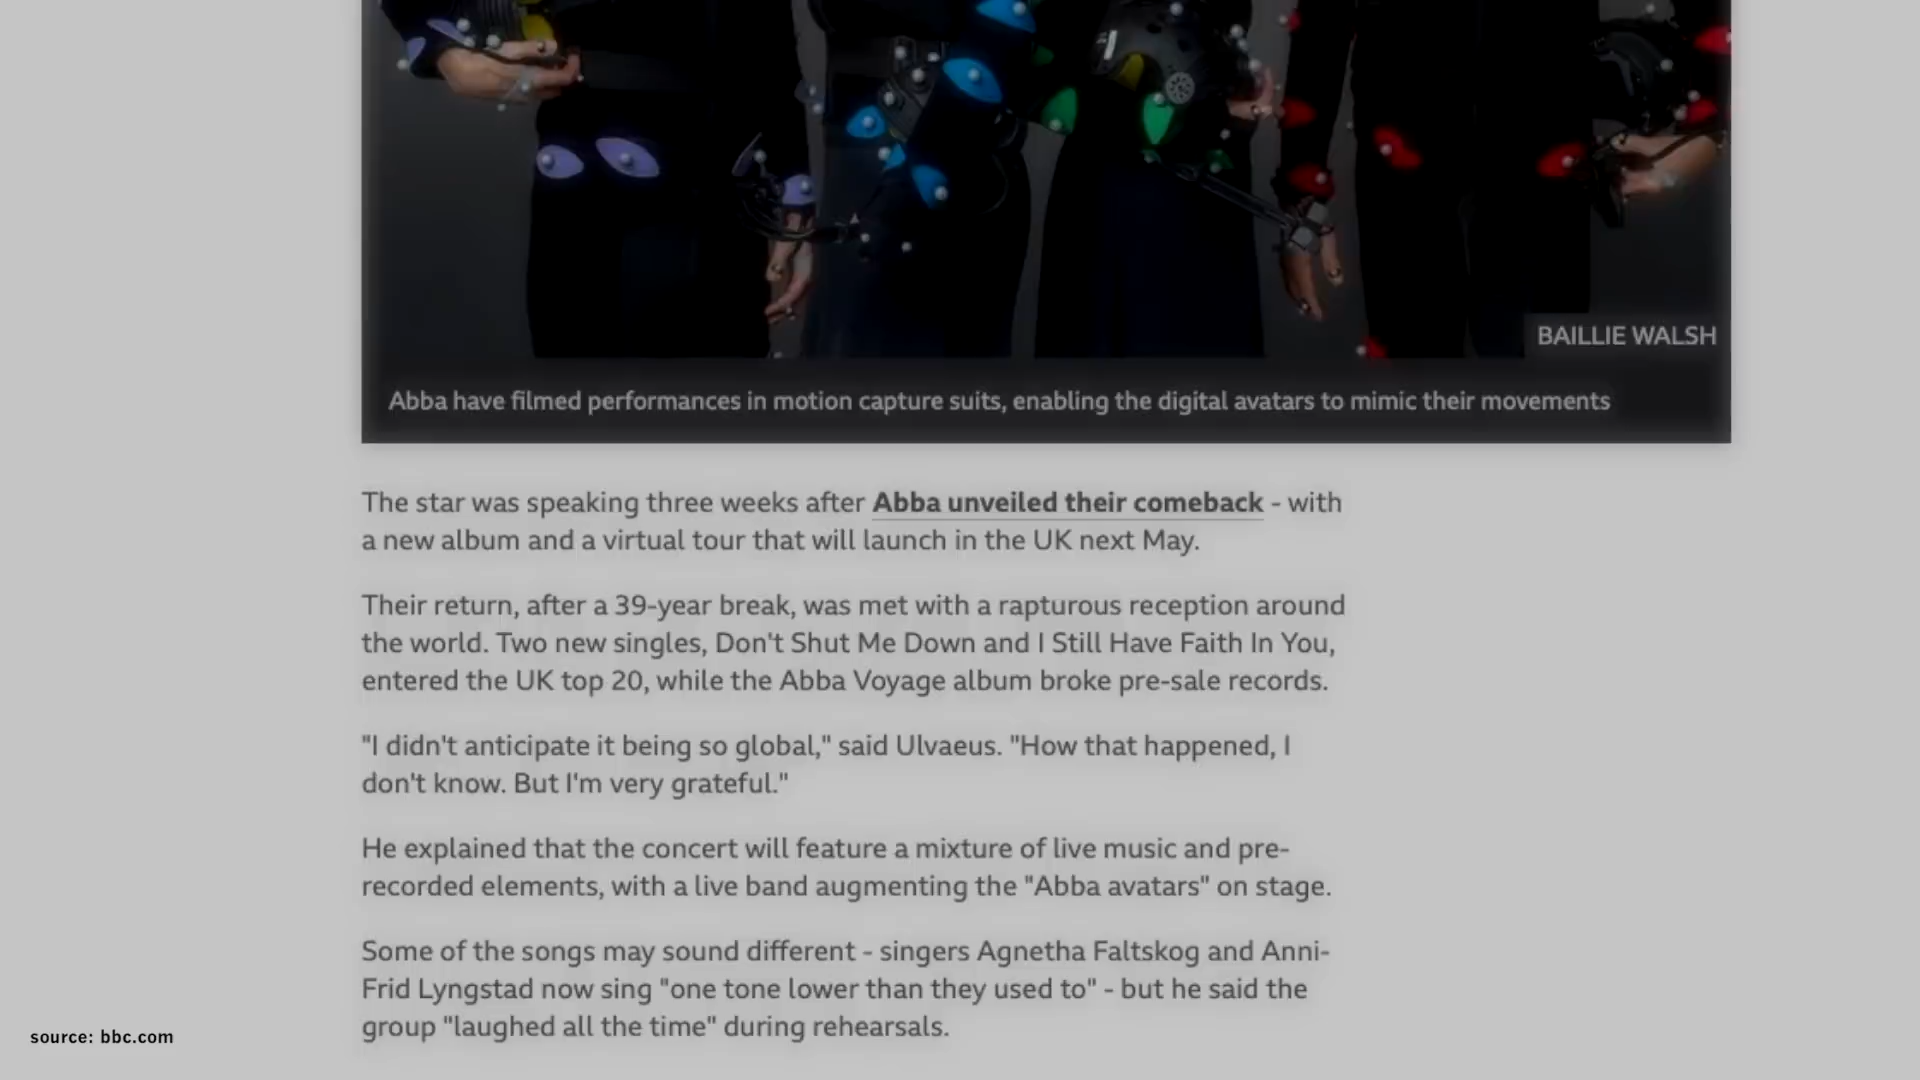 BAILLIE WALSH
Abba have filmed performances in motion capture suits, enabling the digital avatars to mimic their movements
The star was speaking three weeks after Abba unveiled their comeback - with
a new album and a virtual tour that will launch in the UK next May.
Their return, after a 39-year break, was met with a rapturous reception around
the world. Two new singles, Don't Shut Me Down and I Still Have Faith In You,
entered the UK top 20, while the Abba Voyage album broke pre-sale records.
"I didn't anticipate it being so global," said Ulvaeus. "How that happened, I
don't know. But I'm very grateful."
He explained that the concert will feature a mixture of live music and pre-
recorded elements, with a live band augmenting the "Abba avatars" on stage.
Some of the songs may sound different - singers Agnetha Faltskog and Anni-
Frid Lyngstad now sing "one tone lower than they used to" - but he said the
group "laughed all the time" during rehearsals.
source: bbc.com